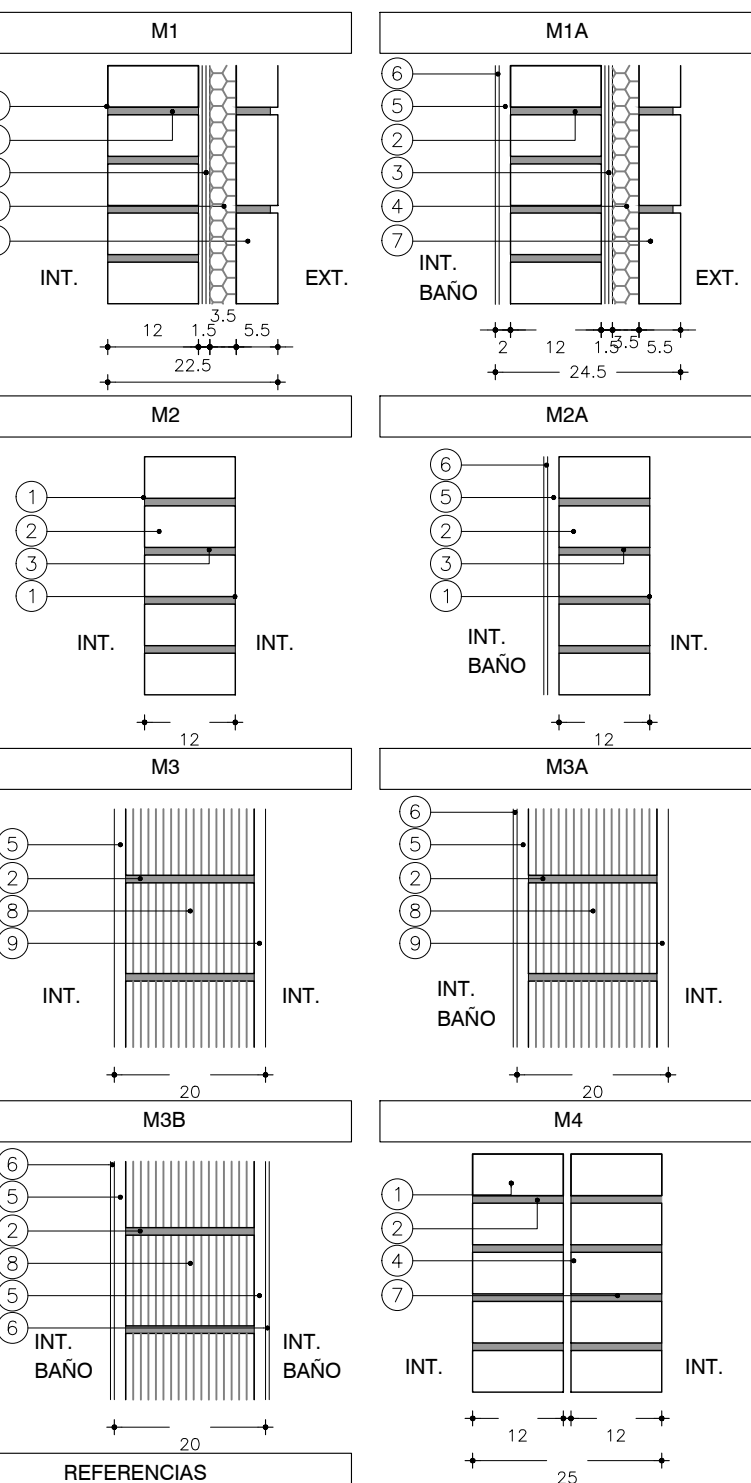 M1
INT.
EXT.
12
1.5
3.5
5.5
22.5
M1A
6
5
2
3
4
7
INT.
BAÑO
EXT.
2
12
1.5
3.5
5.5
24.5
M2
1
2
3
1
INT.
INT.
12
M2A
6
5
2
3
1
INT.
BAÑO
INT.
12
M3
5
2
8
9
INT.
INT.
20
M3A
6
5
2
8
9
INT.
BAÑO
INT.
20
M3B
6
5
2
8
5
6
INT.
BAÑO
INT.
BAÑO
20
M4
1
2
4
7
INT.
INT.
12
12
25
REFERENCIAS